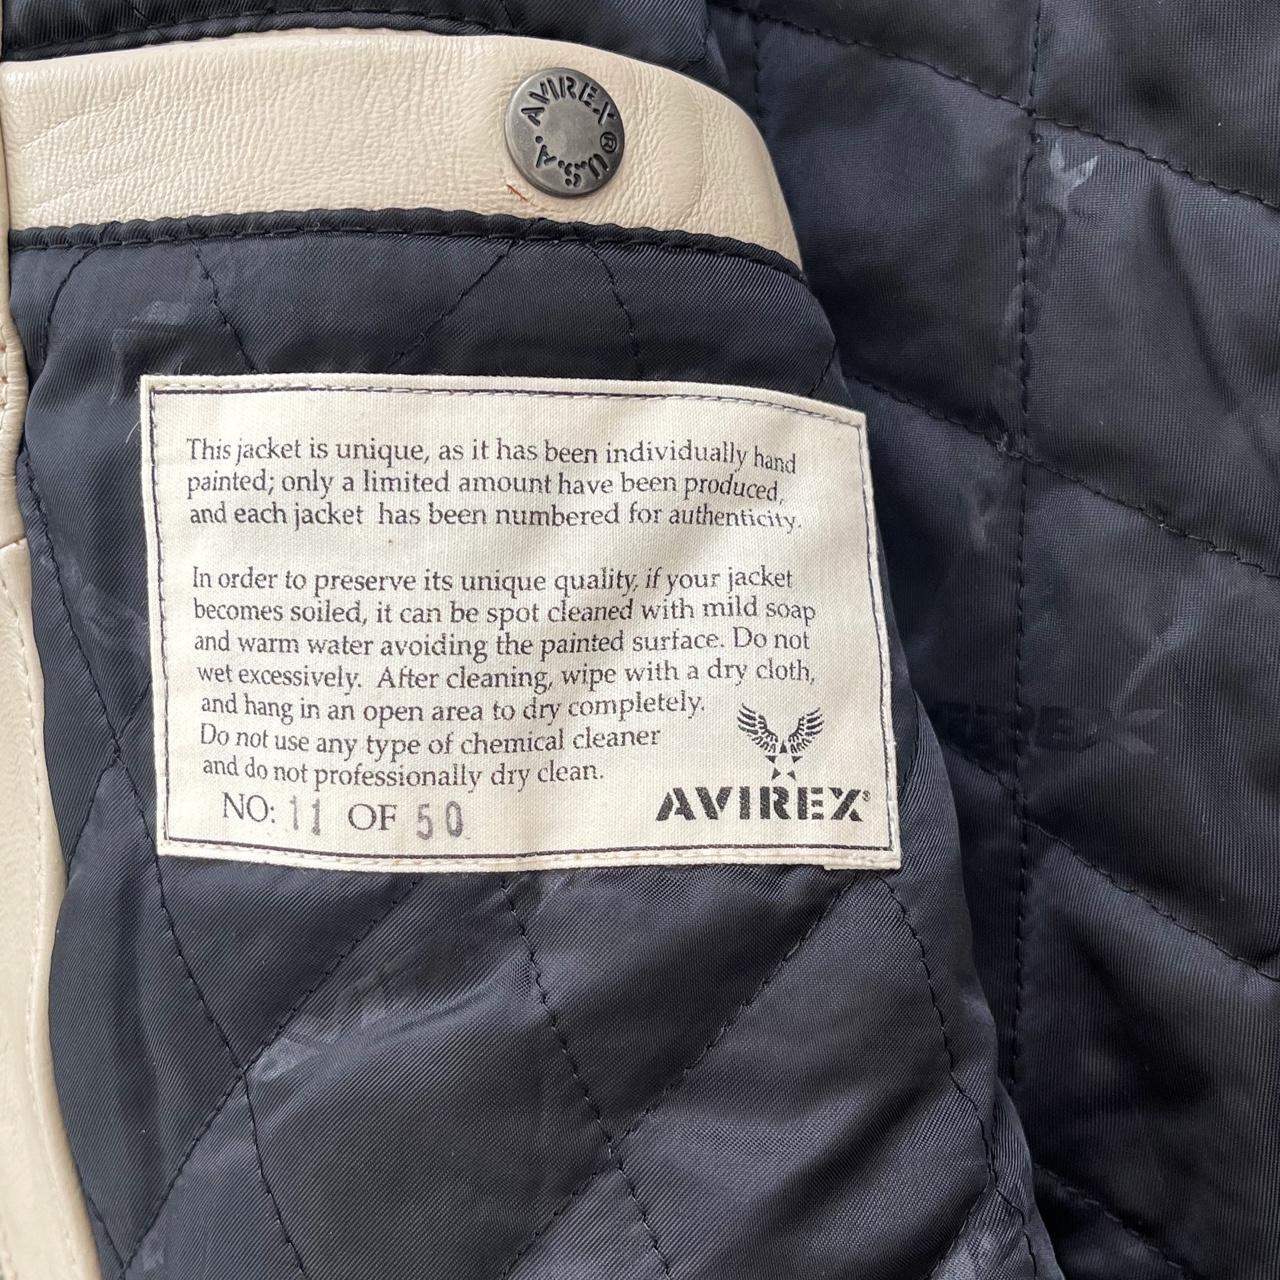 AVIREX ® U.S.A.
This jacket is unique, as it has been individually hand
painted; only a limited amount have been produced,
and each jacket has been numbered for authenticity.
In order to preserve its unique quality, if your jacket
becomes soiled, it can be spot cleaned with mild soap
and warm water avoiding the painted surface. Do not
wet excessively. After cleaning, wipe with a dry cloth,
and hang in an open area to dry completely.
Do not use any type of chemical cleaner
and do not professionally dry clean.
NO: 11 OF 50
AVIREX®